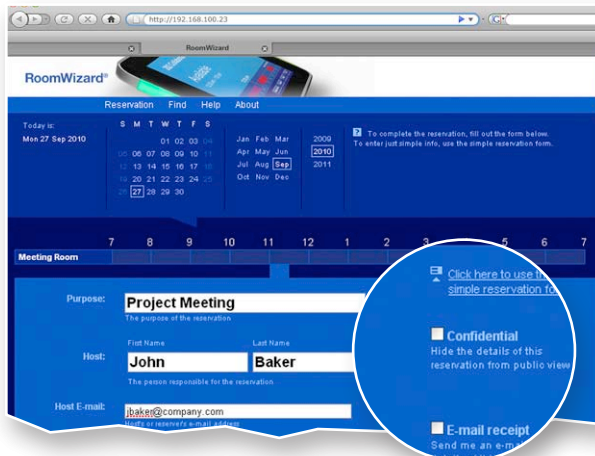 http://192.168.100.23
RoomWizard
RoomWizard®
Reservation Find Help About
Today is:
Mon 27 Sep 2010
S M T W T F S
01 02 03 04
05 06 07 08 09 10 11
12 13 14 15 16 17 18
19 20 21 22 23 24 25
26 27 28 29 30
Jan Feb Mar
Apr May Jun
Jul Aug Sep
Oct Nov Dec
2009
2010
2011
? To complete the reservation, fill out the form below.
To enter just simple info, use the simple reservation form.
7 8 9 10 11 12 1 2 3 5 6 7
Meeting Room
Click here to use th
simple reservation fo
Purpose:
Project Meeting
The purpose of the reservation
Host:
First Name
Last Name
John
Baker
The person responsible for the reservation
Host E-mail:
jbaker@company.com
Host's or reserver's e-mail address
Confidential
Hide the details of this
reservation from public view
E-mail receipt
Send me an e-ma